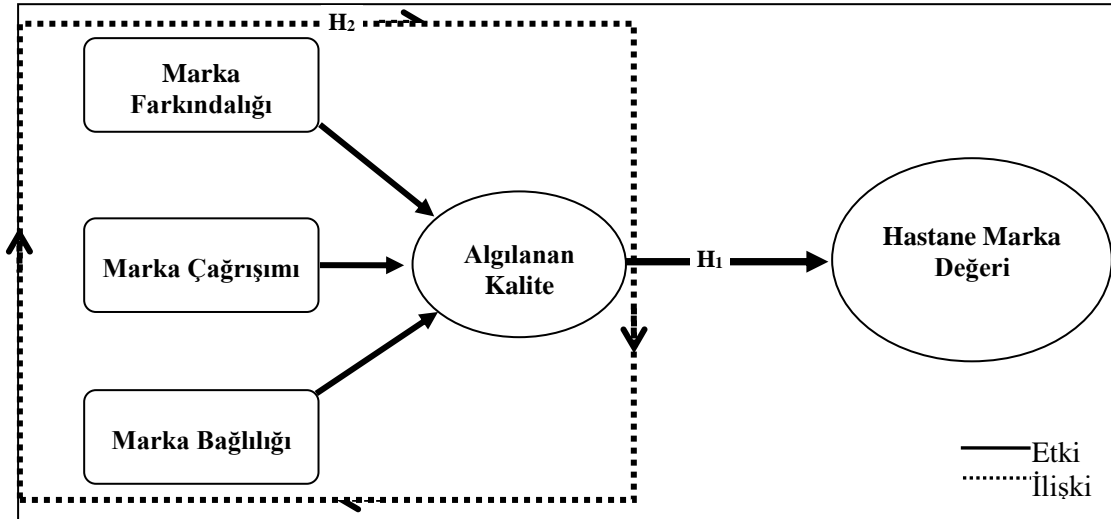 H₂
Marka
Farkındalığı
Marka Çağrışımı
Algılanan
Kalite
H₁
Hastane Marka
Değeri
Marka Bağlılığı
Etki
İlişki